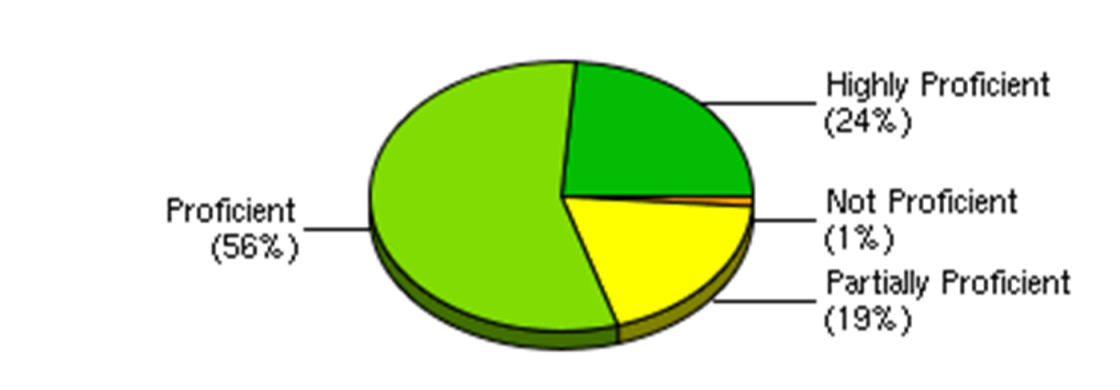 Highly Proficient
(24%)
Proficient
(56%)
Not Proficient
(1%)
Partially Proficient
(19%)